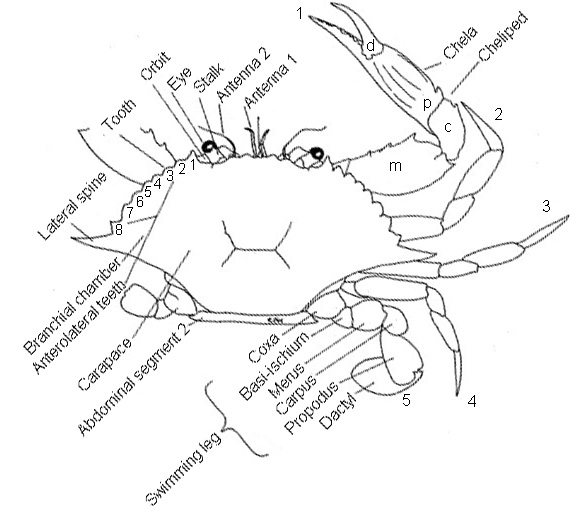 1
d
Chela
Cheliped
Orbit
Eye
Stalk
Antenna 2
Antenna 1
p
c
2
Tooth
1
2
3
4
5
6
7
8
m
3
Lateral spine
Branchial chamber
Anterolateral teeth
Carapace
Abdominal segment 2
Coxa
Basi-ischium
Merus
Carpus
Propodus
Dactyl
5
4
Swimming leg